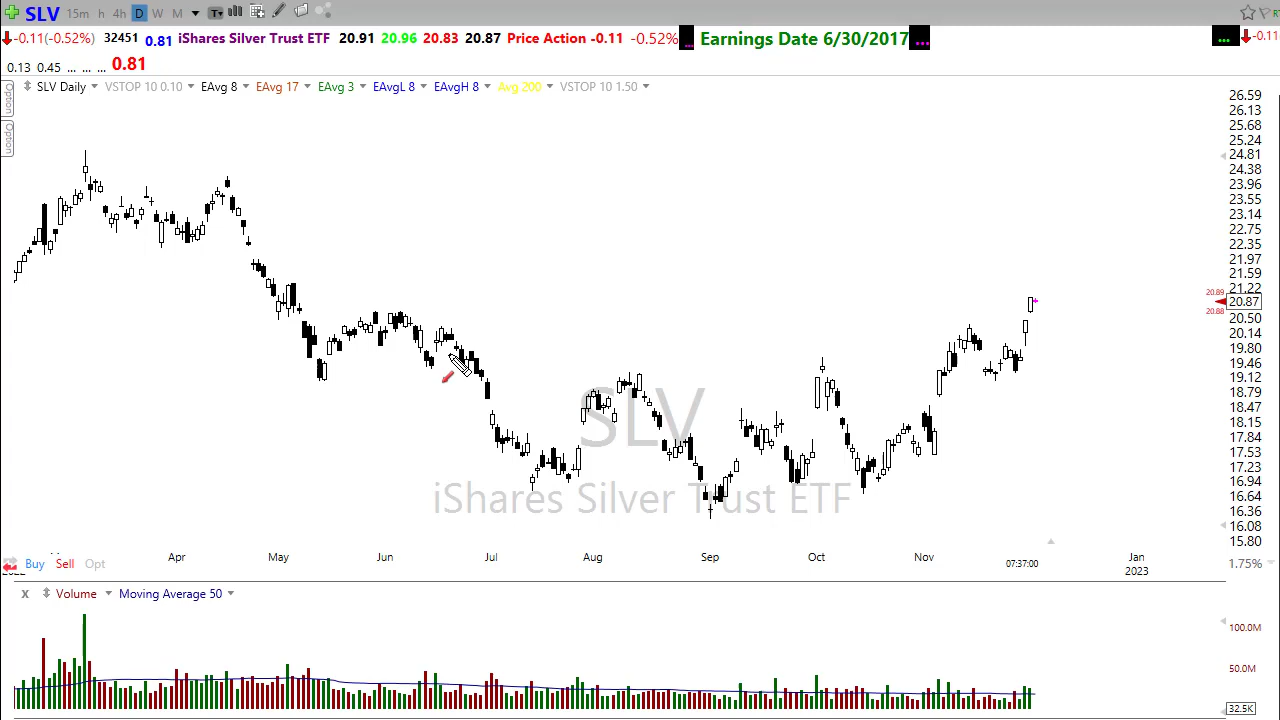 SLV 15m h 4h D W M T
-0.11(-0.52%) 32451 0.81 iShares Silver Trust ETF 20.91 20.96 20.83 20.87 Price Action -0.11 -0.52% ... Earnings Date 6/30/2017 ... ... -0.11
0.13 0.45 ... ... ... 0.81
Option SLV Daily VSTOP 10 0.10 EAvg 8 EAvg 17 EAvg 3 EAvgL 8 EAvgH 8 Avg 200 VSTOP 10 1.50
Option
26.59
26.13
25.68
25.24
24.81
24.38
23.96
23.55
23.14
22.75
22.35
21.97
21.59
21.22
20.89
20.87
20.88
20.50
20.14
19.80
19.46
19.12
18.79
18.47
18.15
17.84
17.53
17.23
16.94
16.64
16.36
16.08
15.80
SLV
iShares Silver Trust ETF
Apr May Jun Jul Aug Sep Oct Nov Jan
Buy Sell Opt 07:37:00 1.75%
2023
X Volume Moving Average 50
100.0M
50.0M
32.5K